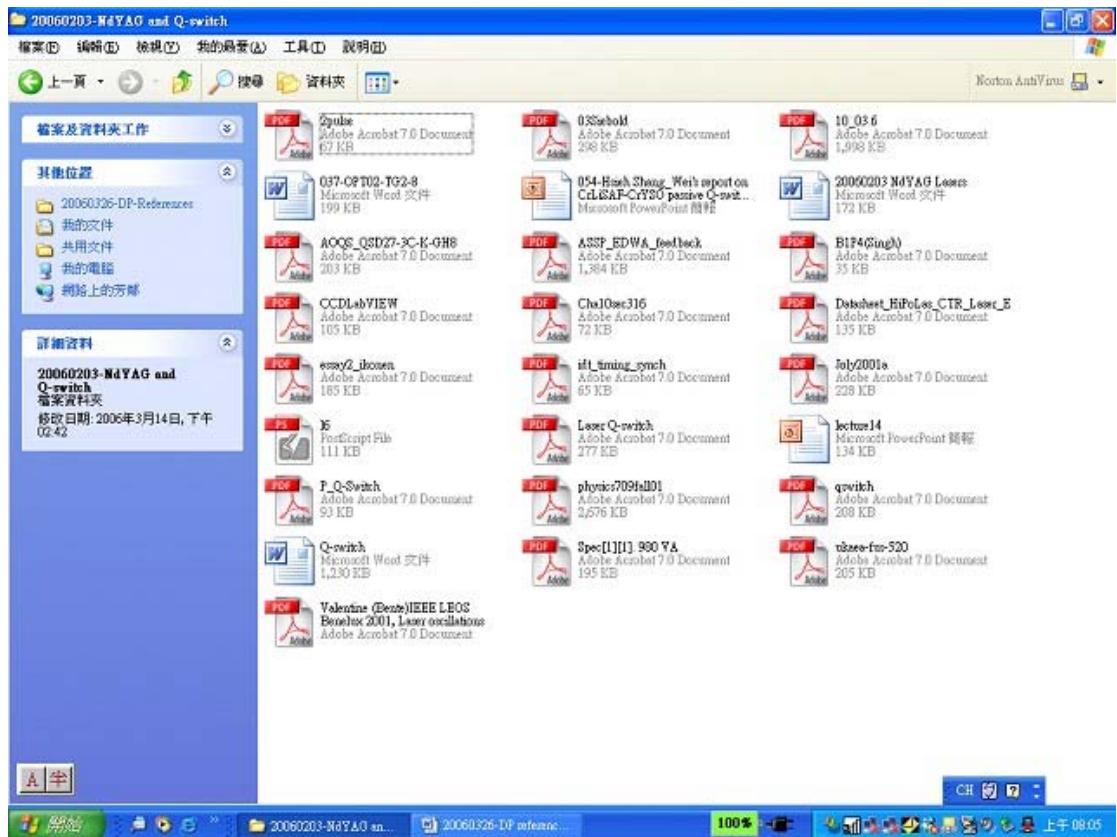 20060203-NdYAG and Q-switch
檔案(F) 編輯(E) 檢視(V) 我的最愛(A) 工具(T) 說明(H)
上一頁 搜尋 資料夾 Norton AntiVirus
檔案及資料夾工作
其他位置
20060326-DP-References
我的文件
共用文件
我的電腦
網路上的芳鄰
詳細資料
20060203-NdYAG and
Q-switch
檔案資料夾
修改日期: 2006年3月14日, 下午
02:42
2pulse
Adobe Acrobat 7.0 Document
67 KB
03Siebold
Adobe Acrobat 7.0 Document
298 KB
10_03.6
Adobe Acrobat 7.0 Document
1,998 KB
037-OPT02-TG2-8
Microsoft Word 文件
199 KB
054-Hsieh Shang_Wei's report on
CrLiSAF-CrYSO passive Q-swit...
Microsoft PowerPoint 簡報
20060203 NdYAG Lasers
Microsoft Word 文件
172 KB
AOQS_QSD27-3C-K-GH8
Adobe Acrobat 7.0 Document
203 KB
ASSP_EDWA_feedback
Adobe Acrobat 7.0 Document
1,384 KB
B1P4(Singh)
Adobe Acrobat 7.0 Document
35 KB
CCDLabVIEW
Adobe Acrobat 7.0 Document
105 KB
Cha10sec316
Adobe Acrobat 7.0 Document
72 KB
Datasheet_HiPoLas_CTR_Laser_E
Adobe Acrobat 7.0 Document
135 KB
essay2_ikonen
Adobe Acrobat 7.0 Document
185 KB
ift_timing_synch
Adobe Acrobat 7.0 Document
65 KB
Joly2001a
Adobe Acrobat 7.0 Document
228 KB
l6
PostScript File
111 KB
Laser Q-switch
Adobe Acrobat 7.0 Document
277 KB
lecture14
Microsoft PowerPoint 簡報
134 KB
P_Q-Switch
Adobe Acrobat 7.0 Document
93 KB
physics709fall01
Adobe Acrobat 7.0 Document
2,676 KB
qswitch
Adobe Acrobat 7.0 Document
208 KB
Q-switch
Microsoft Word 文件
1,230 KB
Spec[1][1]. 980 YA
Adobe Acrobat 7.0 Document
195 KB
ukaea-fus-520
Adobe Acrobat 7.0 Document
205 KB
Valentine (Bente)IEEE LEOS
Benelux 2001, Laser oscillations
Adobe Acrobat 7.0 Document
A 半
CH
開始 20060203-NdYAG an... 20060326-DP referenc... 100% 上午 08:05